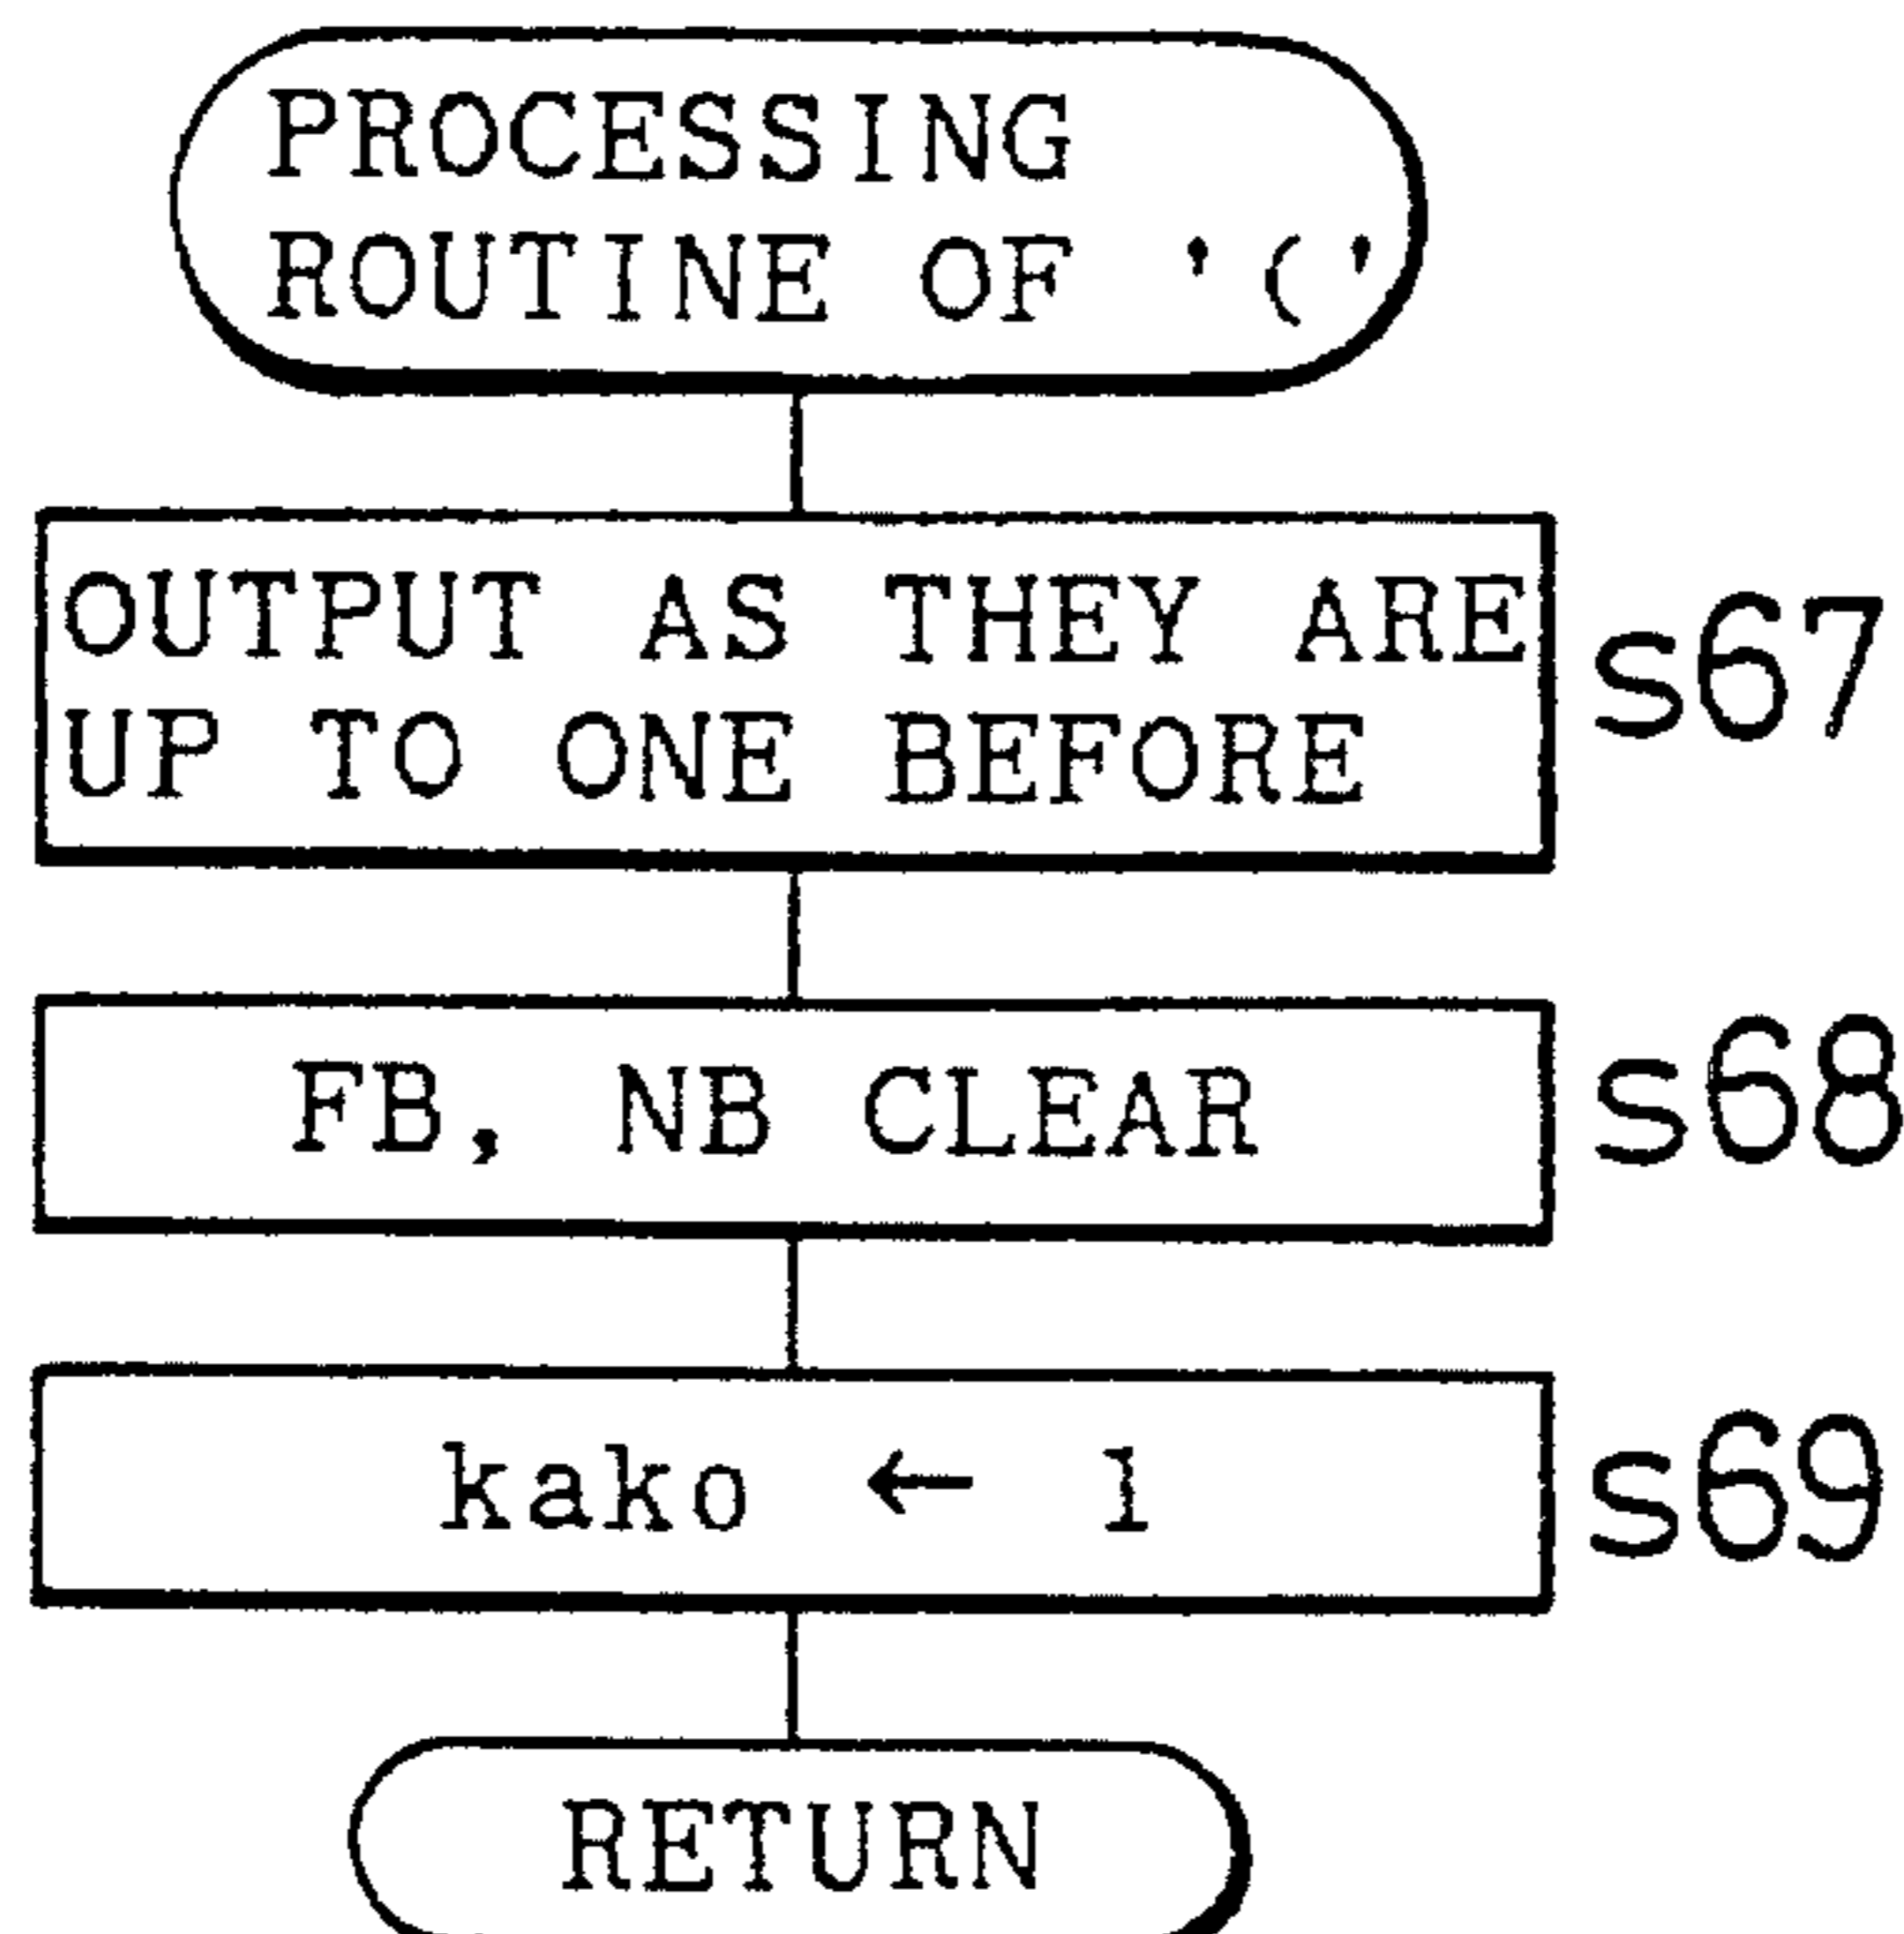 PROCESSING
ROUTINE OF '('
OUTPUT AS THEY ARE
UP TO ONE BEFORE
s67
FB, NB CLEAR
s68
kako ← 1
s69
RETURN